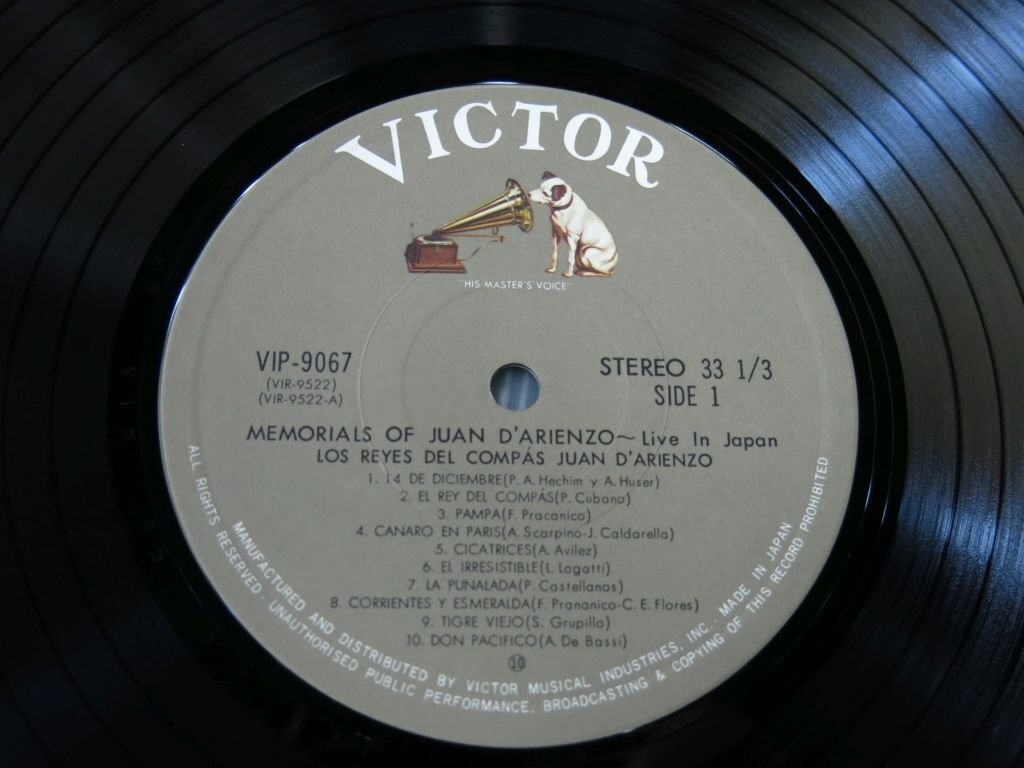 VICTOR
"HIS MASTER'S VOICE"
VIP-9067
(VIR-9522)
(VIR-9522-A)
STEREO 33 1/3
SIDE 1
MEMORIALS OF JUAN D'ARIENZO~Live In Japan
LOS REYES DEL COMPÁS JUAN D'ARIENZO
1. 14 DE DICIEMBRE(P. A. Hechim y A. Huser)
2. EL REY DEL COMPÁS(P. Cubana)
3. PAMPA(F. Pracanico)
4. CANARO EN PARIS(A. Scarpino-J. Caldarella)
5. CICATRICES(A. Avilez)
6. EL IRRESISTIBLE(L. Logatti)
7. LA PUNALADA(P. Castellanos)
8. CORRIENTES Y ESMERALDA(F. Prananico-C. E. Flores)
9. TIGRE VIEJO(S. Grupillo)
10. DON PACIFICO(A. De Bassi)
10
MANUFACTURED AND DISTRIBUTED BY VICTOR MUSICAL INDUSTRIES, INC., MADE IN JAPAN
ALL RIGHTS RESERVED. UNAUTHORISED PUBLIC PERFORMANCE, BROADCASTING & COPYING OF THIS RECORD PROHIBITED